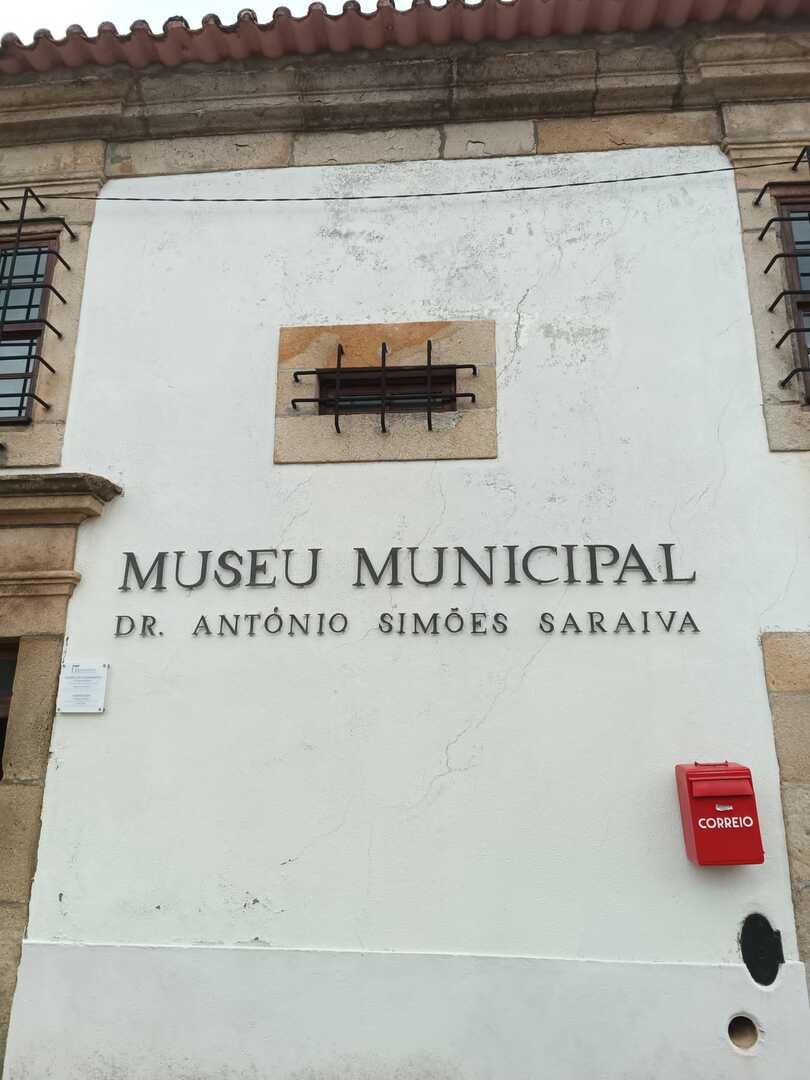 MUSEU MUNICIPAL
DR. ANTÓNIO SIMÕES SARAIVA
CORREIO